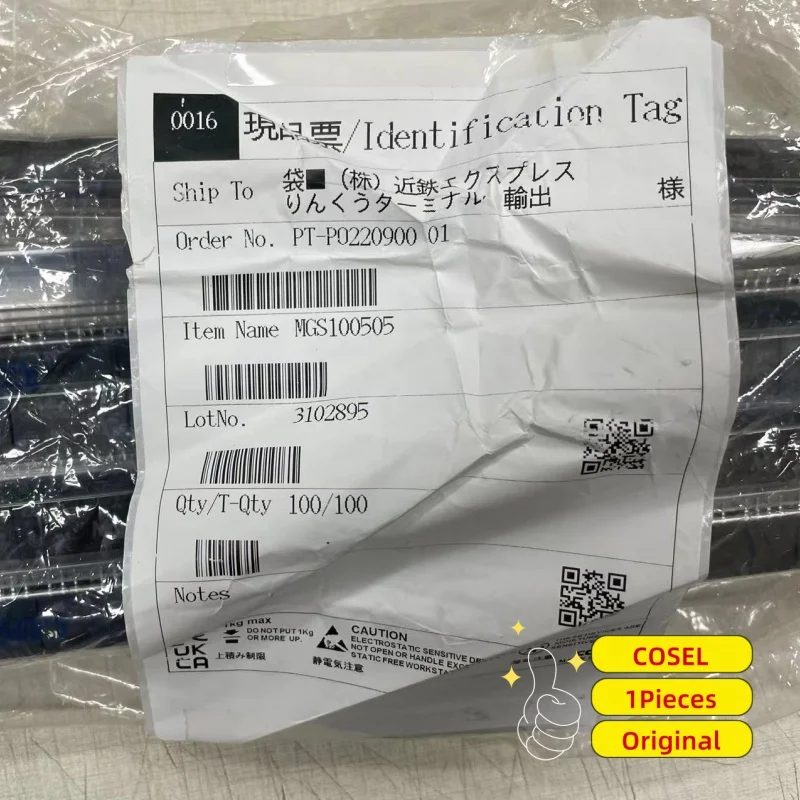 0016
現品票/Identification Tag
Ship To 袋■ (株) 近鉄エクスプレス
りんくうターミナル 輸出 様
Order No. PT-P0220900 01
Item Name MGS100505
LotNo. 3102895
Qty/T-Qty 100/100
Notes
1kg max
DO NOT PUT 1Kg
OR MORE UP.
上積み制限
UK
CA
CAUTION
ELECTROSTATIC SENSITIVE
NOT OPEN OR HANDLE
STATIC FREE
静電気注意
COSEL
1Pieces
Original